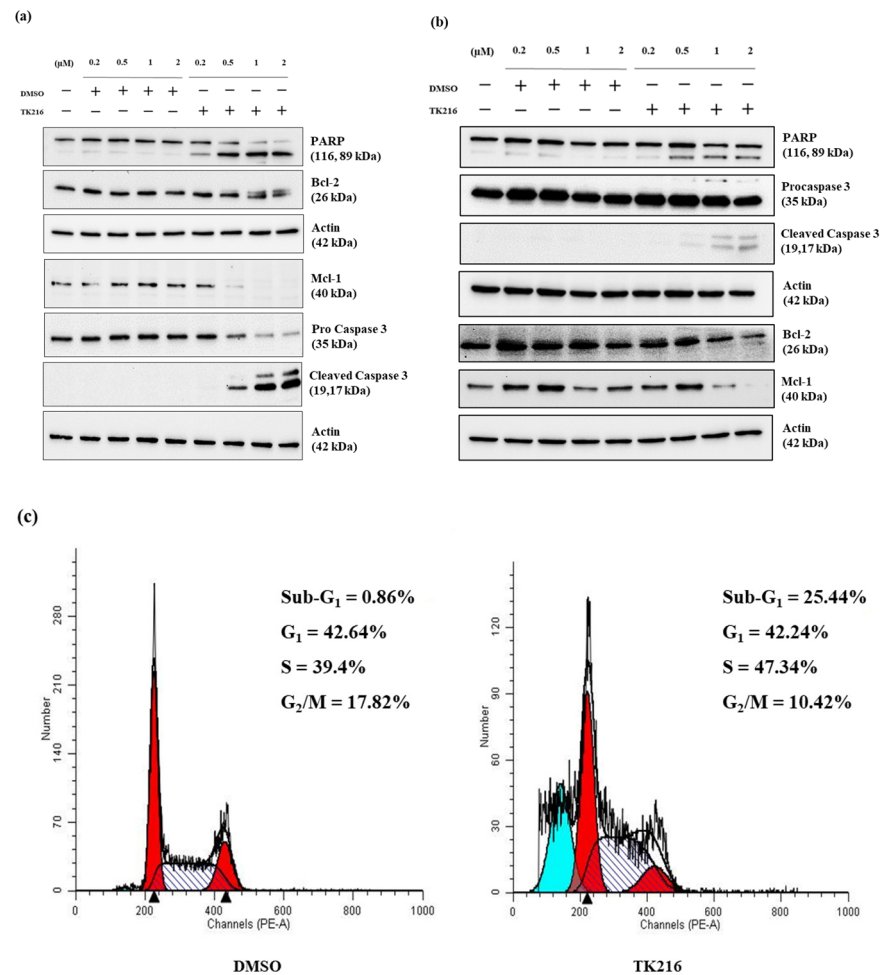 (a)
(μM) 0.2 0.5 1 2 0.2 0.5 1 2
DMSO − + + + + − − − −
TK216 − − − − − + + + +
PARP
(116, 89 kDa)
Bcl-2
(26 kDa)
Actin
(42 kDa)
Mcl-1
(40 kDa)
Pro Caspase 3
(35 kDa)
Cleaved Caspase 3
(19,17 kDa)
Actin
(42 kDa)
(b)
(μM) 0.2 0.5 1 2 0.2 0.5 1 2
DMSO − + + + + − − − −
TK216 − − − − − + + + +
PARP
(116, 89 kDa)
Procaspase 3
(35 kDa)
Cleaved Caspase 3
(19,17 kDa)
Actin
(42 kDa)
Bcl-2
(26 kDa)
Mcl-1
(40 kDa)
Actin
(42 kDa)
(c)
Sub-G₁ = 0.86%
G₁ = 42.64%
S = 39.4%
G₂/M = 17.82%
Number
280
210
140
70
0
0 200 400 600 800 1000
Channels (PE-A)
DMSO
Sub-G₁ = 25.44%
G₁ = 42.24%
S = 47.34%
G₂/M = 10.42%
Number
120
90
60
30
0
0 200 400 600 800 1000
Channels (PE-A)
TK216